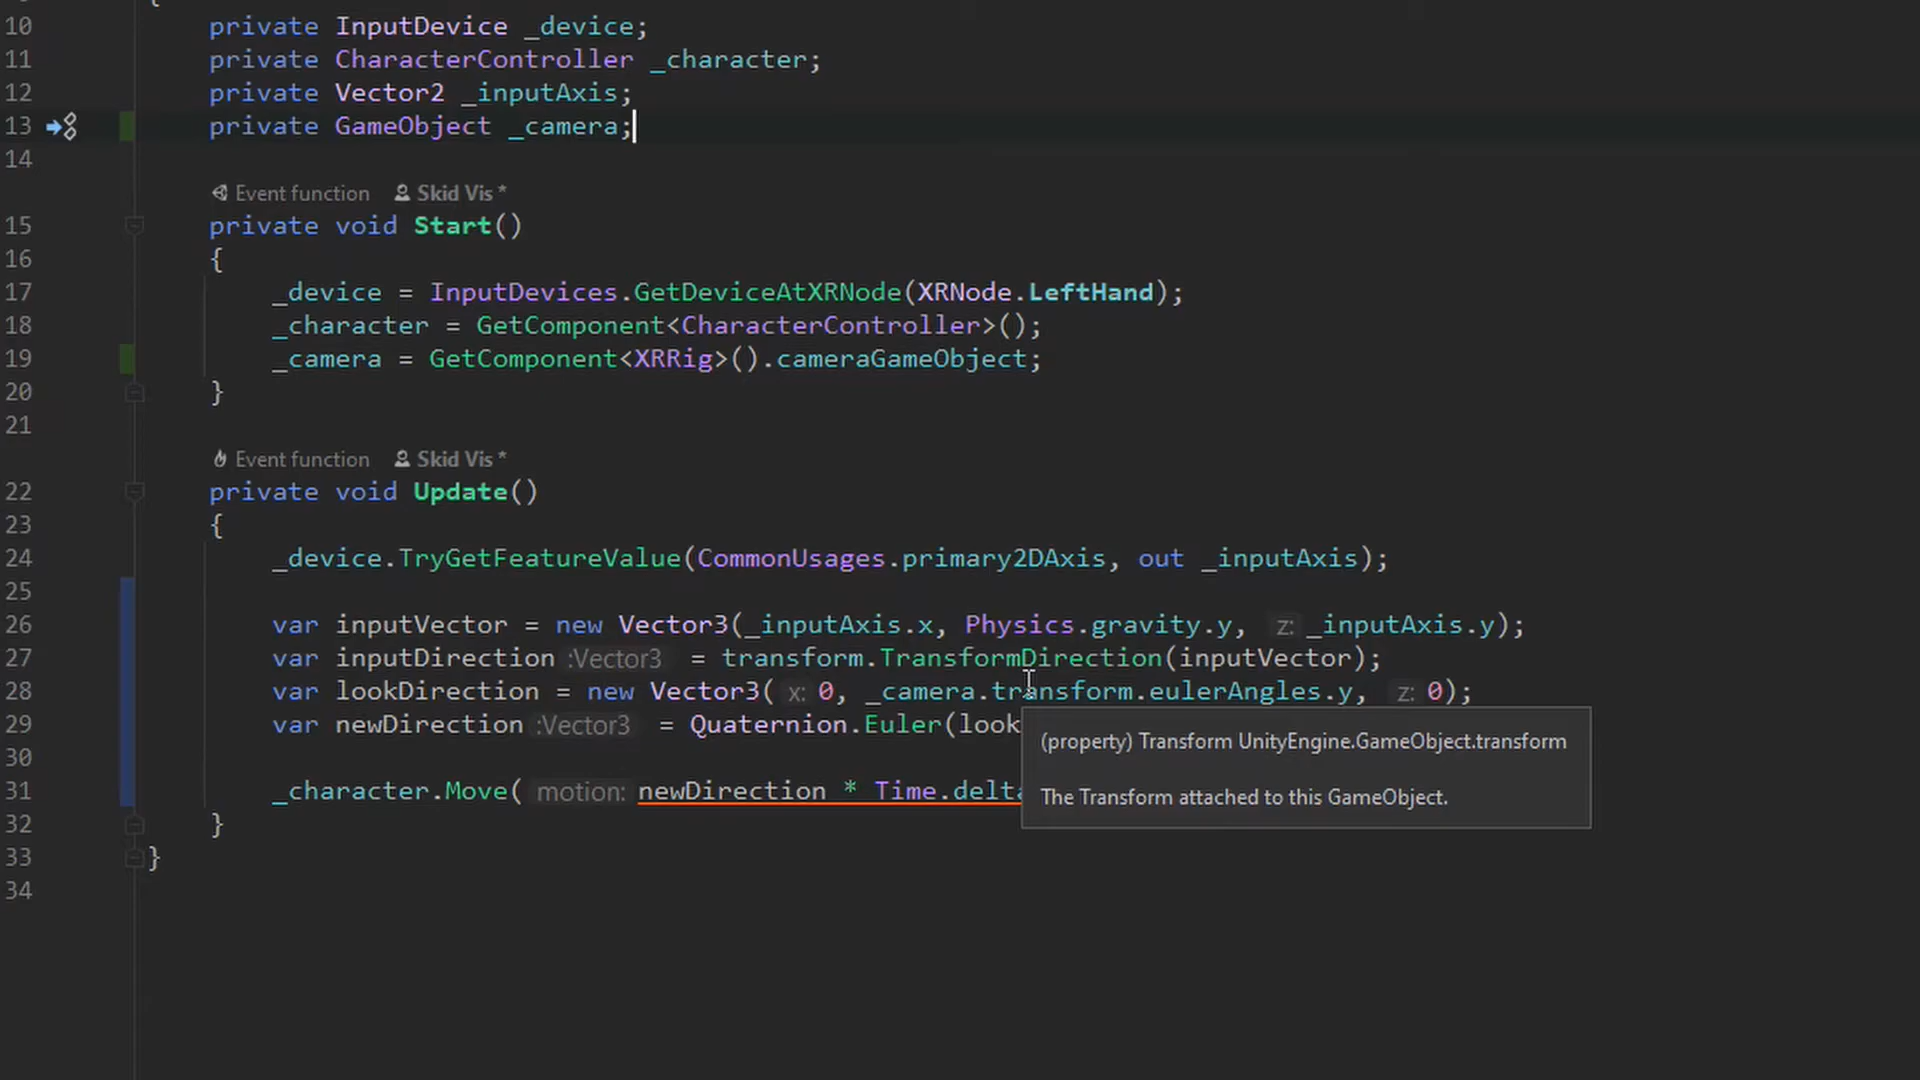 10 private InputDevice _device;
11 private CharacterController _character;
12 private Vector2 _inputAxis;
13 private GameObject _camera;
14
Event function Skid Vis *
15 private void Start()
16 {
17 _device = InputDevices.GetDeviceAtXRNode(XRNode.LeftHand);
18 _character = GetComponent<CharacterController>();
19 _camera = GetComponent<XRRig>().cameraGameObject;
20 }
21
Event function Skid Vis *
22 private void Update()
23 {
24 _device.TryGetFeatureValue(CommonUsages.primary2DAxis, out _inputAxis);
25
26 var inputVector = new Vector3(_inputAxis.x, Physics.gravity.y, z: _inputAxis.y);
27 var inputDirection :Vector3 = transform.TransformDirection(inputVector);
28 var lookDirection = new Vector3( x: 0, _camera.transform.eulerAngles.y, z: 0);
29 var newDirection :Vector3 = Quaternion.Euler(look
(property) Transform UnityEngine.GameObject.transform
30
31 _character.Move( motion: newDirection * Time.delta
The Transform attached to this GameObject.
32 }
33 }
34